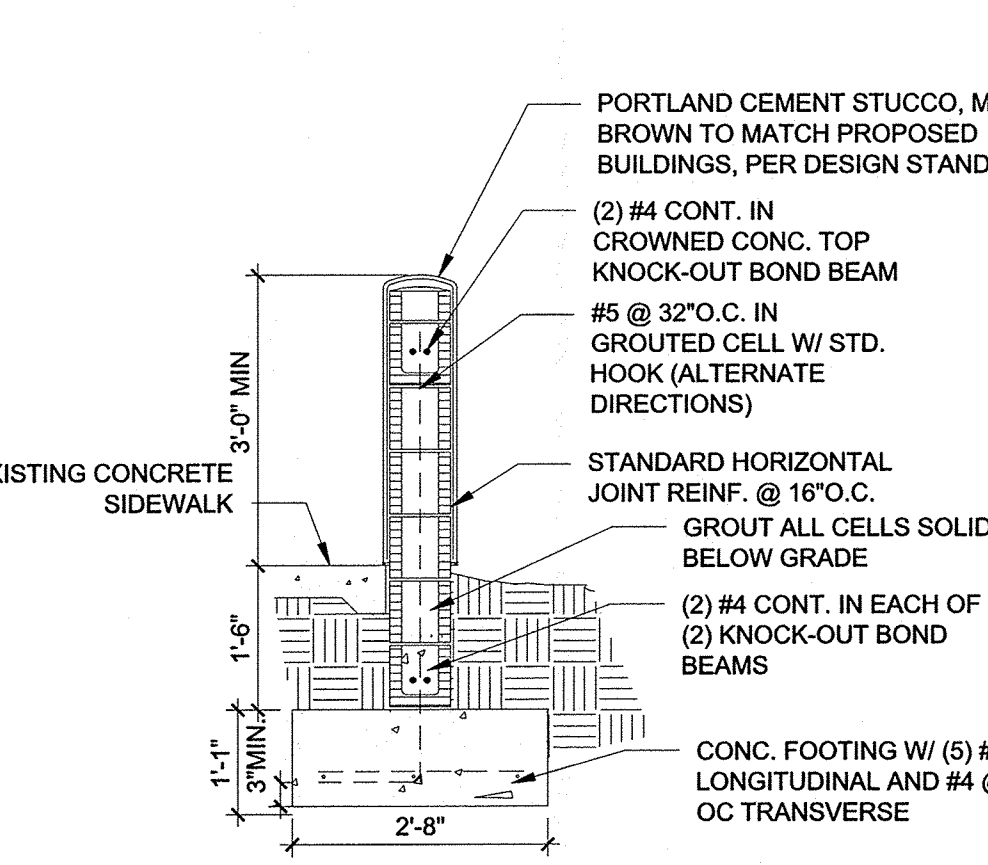 PORTLAND CEMENT STUCCO, M
BROWN TO MATCH PROPOSED
BUILDINGS, PER DESIGN STAND
(2) #4 CONT. IN
CROWNED CONC. TOP
KNOCK-OUT BOND BEAM
#5 @ 32"O.C. IN
GROUTED CELL W/ STD.
HOOK (ALTERNATE
DIRECTIONS)
3'-0" MIN
XISTING CONCRETE
SIDEWALK
STANDARD HORIZONTAL
JOINT REINF. @ 16"O.C.
GROUT ALL CELLS SOLID
BELOW GRADE
1'-6"
(2) #4 CONT. IN EACH OF
(2) KNOCK-OUT BOND
BEAMS
1'-1"
3"MIN.
CONC. FOOTING W/ (5) #
LONGITUDINAL AND #4 @
OC TRANSVERSE
2'-8"